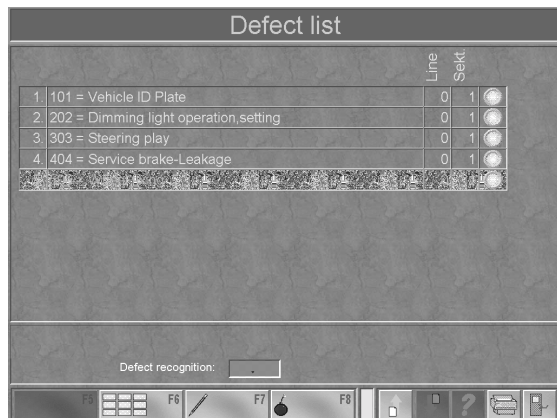 Defect list
Line Sekt.
1. 101 = Vehicle ID Plate 0 1
2. 202 = Dimming light operation,setting 0 1
3. 303 = Steering play 0 1
4. 404 = Service brake-Leakage 0 1
Defect recognition: .
F5 F6 F7 F8 ?